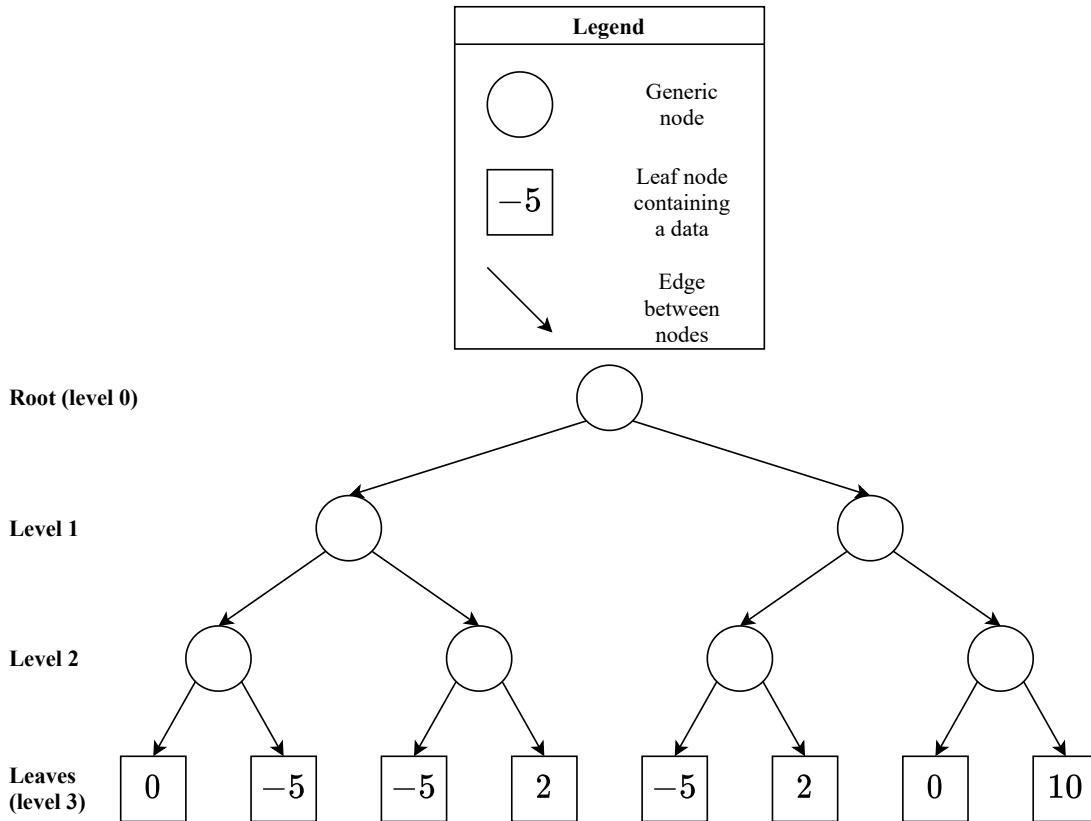 Legend
Generic
node
−5
Leaf node
containing
a data
Edge
between
nodes
Root (level 0)
Level 1
Level 2
Leaves
(level 3)
0 −5 −5 2 −5 2 0 10